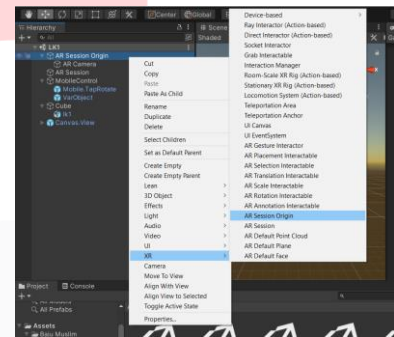 Center
Global
Hierarchy
Scene
All
Shaded
LK1
AR Session Origin
AR Camera
AR Session
MobileControl
Mobile.TapRotate
VarObject
Cube
lk1
Canvas.View
Cut
Copy
Paste
Paste As Child
Rename
Duplicate
Delete
Select Children
Set as Default Parent
Create Empty
Create Empty Parent
Lean
3D Object
Effects
Light
Audio
Video
UI
XR
Camera
Move To View
Align With View
Align View to Selected
Toggle Active State
Properties...
Device-based
Ray Interactor (Action-based)
Direct Interactor (Action-based)
Socket Interactor
Grab Interactable
Interaction Manager
Room-Scale XR Rig (Action-based)
Stationary XR Rig (Action-based)
Locomotion System (Action-based)
Teleportation Area
Teleportation Anchor
UI Canvas
UI EventSystem
AR Gesture Interactor
AR Placement Interactable
AR Selection Interactable
AR Translation Interactable
AR Scale Interactable
AR Rotation Interactable
AR Annotation Interactable
AR Session Origin
AR Session
AR Default Point Cloud
AR Default Plane
AR Default Face
Project
Console
All Prefabs
Assets
Baju Muslim